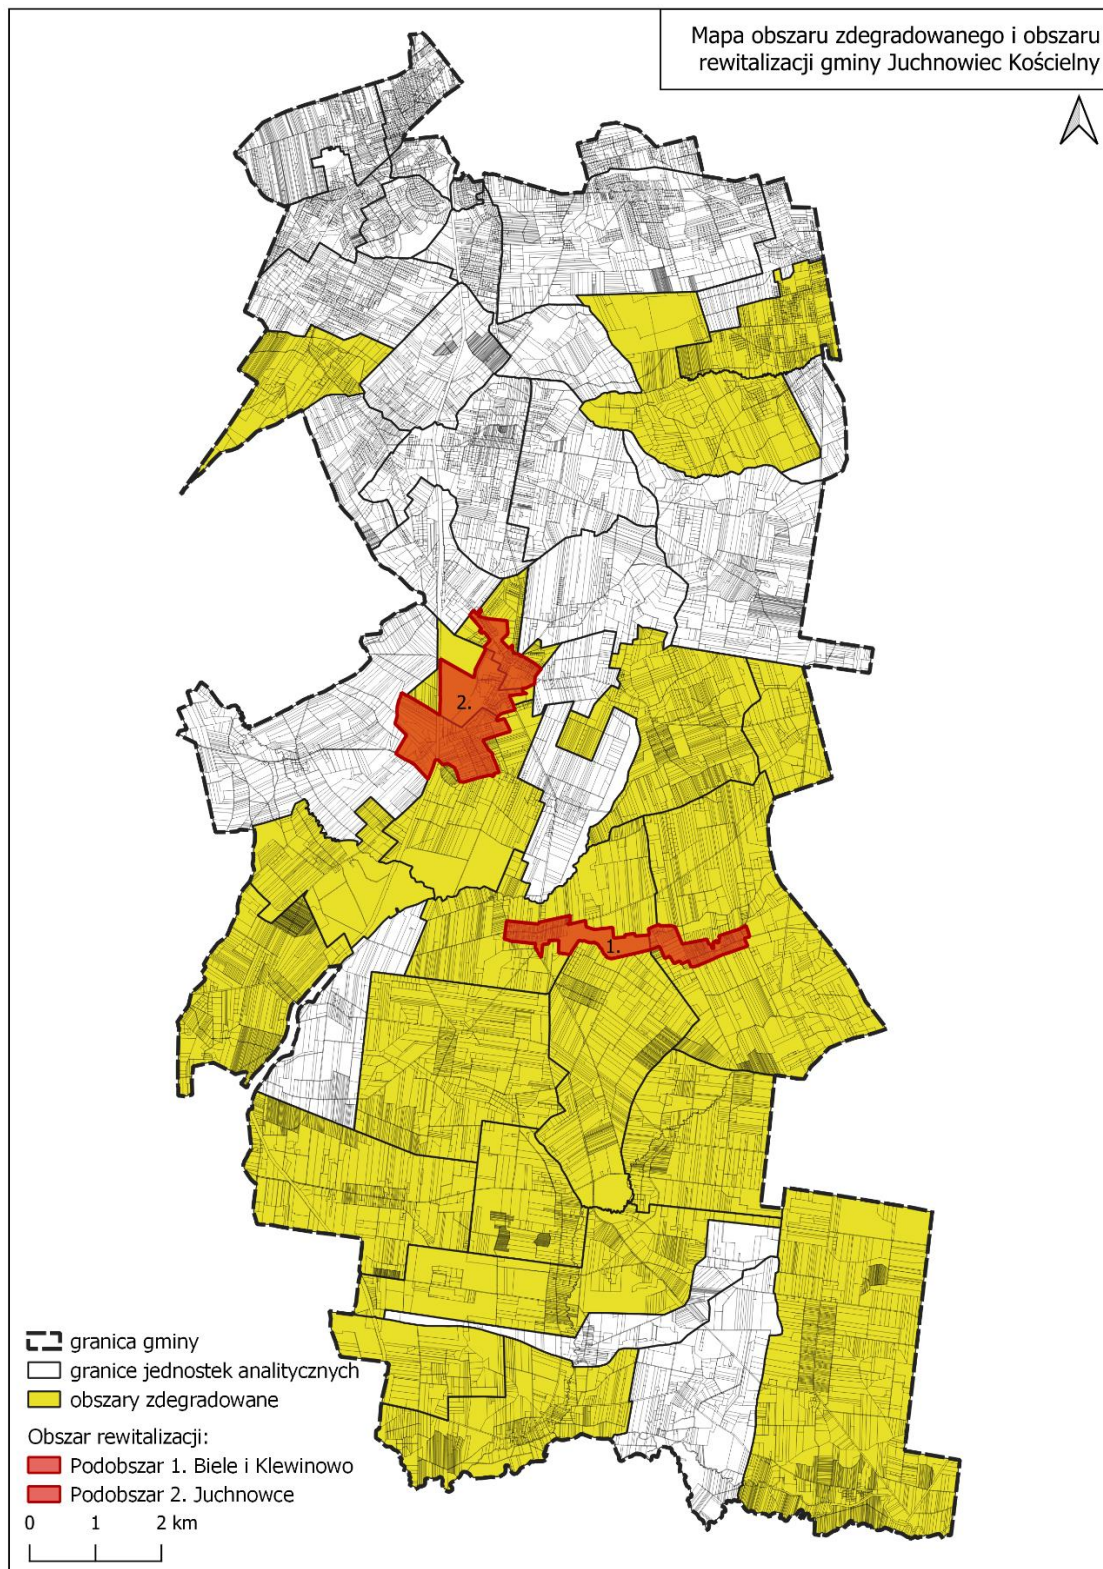 Mapa obszaru zdegradowanego i obszaru
rewitalizacji gminy Juchnowiec Kościelny
2.
1.
granica gminy
granice jednostek analitycznych
obszary zdegradowane
Obszar rewitalizacji:
Podobszar 1. Biele i Klewinowo
Podobszar 2. Juchnowce
0 1 2 km